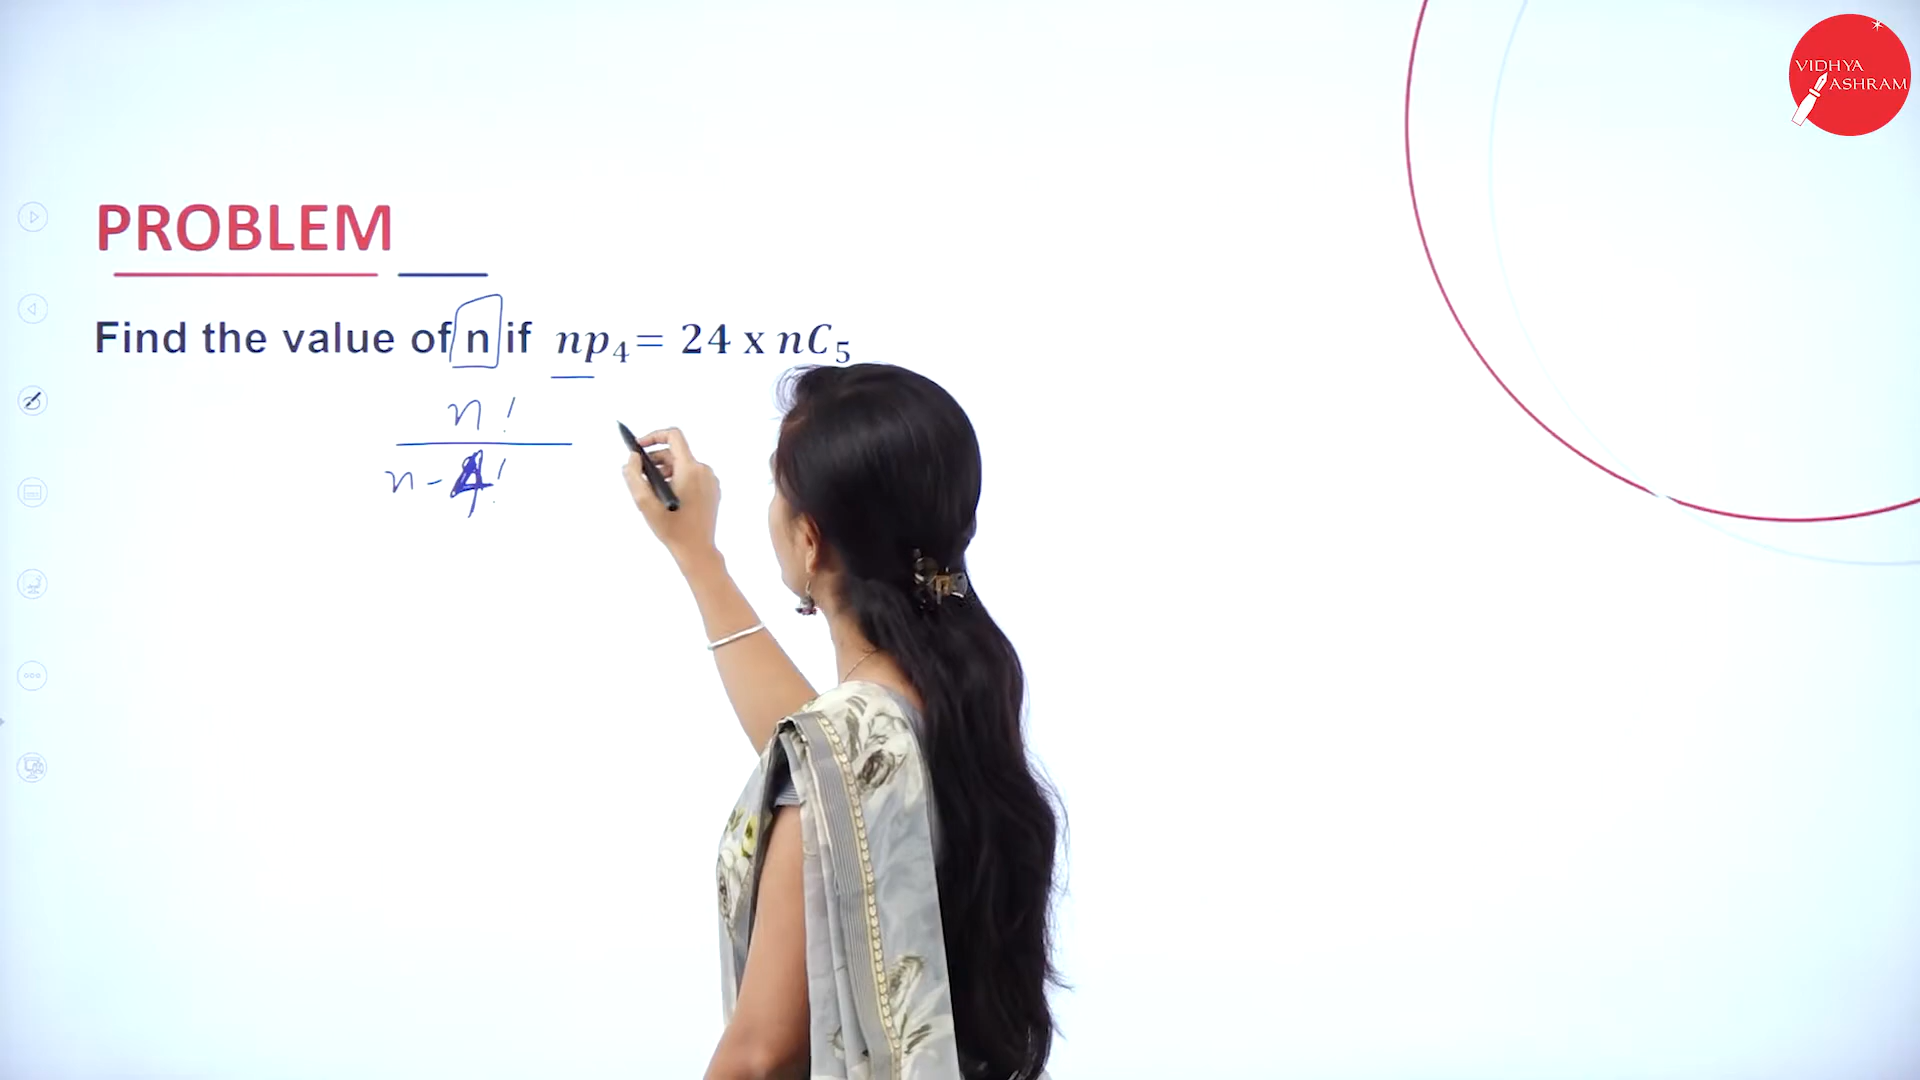 VIDHYA
ASHRAM
PROBLEM
Find the value of n if np₄ = 24 x nC₅
n!
n - 4!